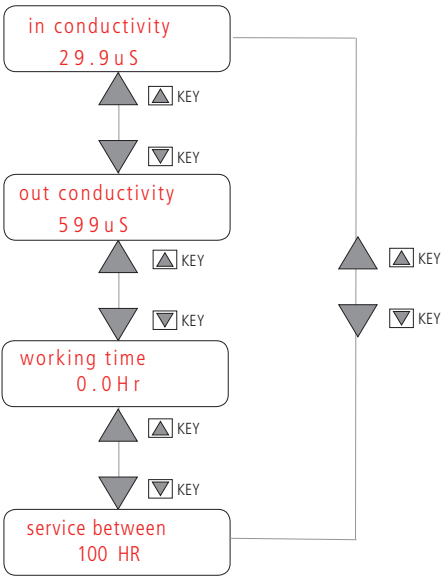 in conductivity
29.9uS
KEY
KEY
out conductivity
599uS
KEY
KEY
KEY
KEY
working time
0.0Hr
KEY
KEY
service between
100 HR